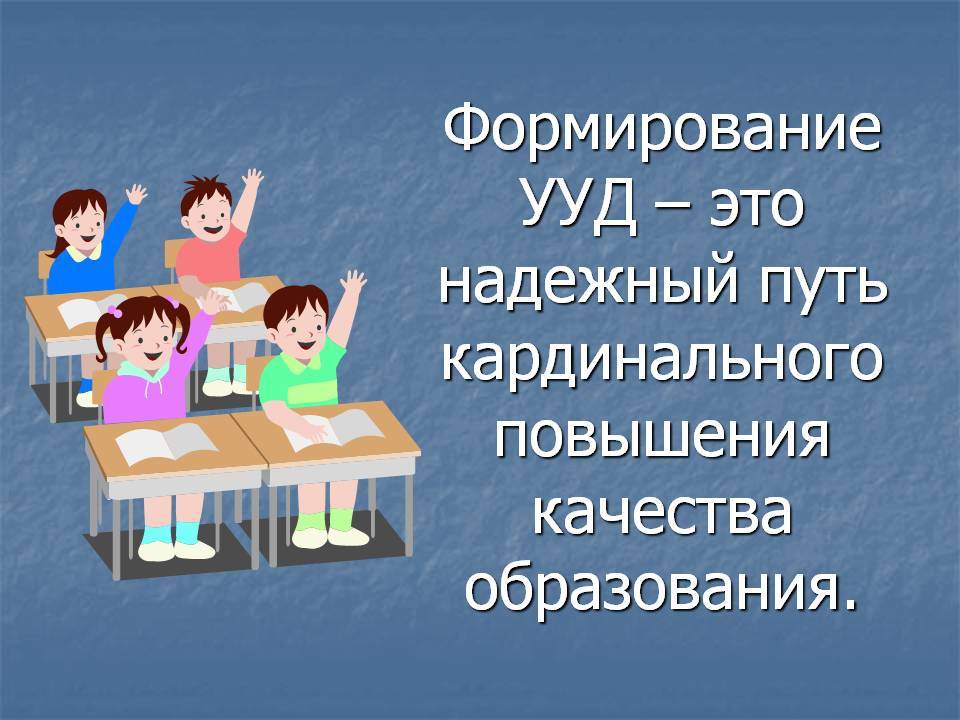 Формирование
УУД – это
надежный путь
кардинального
повышения
качества
образования.